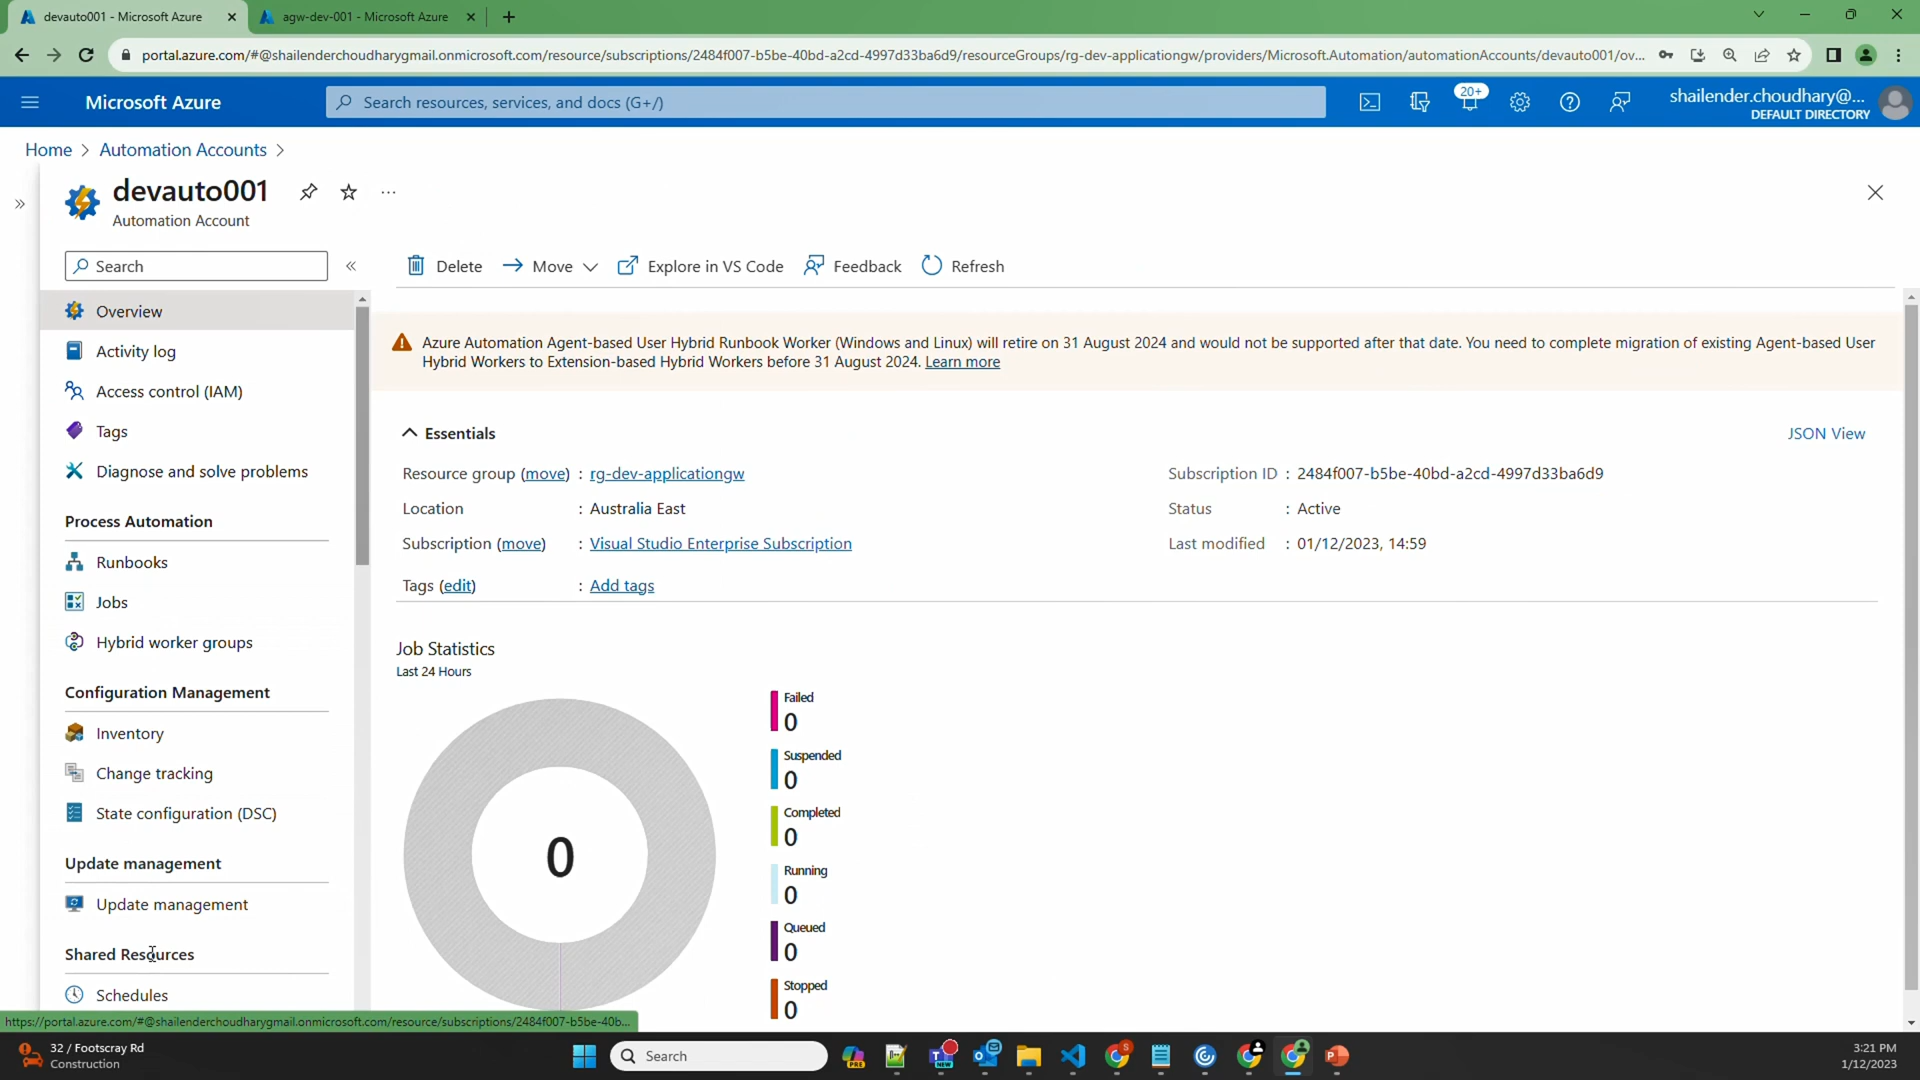 devauto001 - Microsoft Azure
agw-dev-001 - Microsoft Azure
portal.azure.com/#@shailenderchoudharygmail.onmicrosoft.com/resource/subscriptions/2484f007-b5be-40bd-a2cd-4997d33ba6d9/resourceGroups/rg-dev-applicationgw/providers/Microsoft.Automation/automationAccounts/devauto001/ov...
Microsoft Azure
Search resources, services, and docs (G+/)
20+
shailender.choudhary@...
DEFAULT DIRECTORY
Home > Automation Accounts >
devauto001
Automation Account
Search
Delete
Move
Explore in VS Code
Feedback
Refresh
Overview
Activity log
Access control (IAM)
Tags
Diagnose and solve problems
Process Automation
Runbooks
Jobs
Hybrid worker groups
Configuration Management
Inventory
Change tracking
State configuration (DSC)
Update management
Update management
Shared Resources
Schedules
Azure Automation Agent-based User Hybrid Runbook Worker (Windows and Linux) will retire on 31 August 2024 and would not be supported after that date. You need to complete migration of existing Agent-based User
Hybrid Workers to Extension-based Hybrid Workers before 31 August 2024. Learn more
Essentials
JSON View
Resource group (move) : rg-dev-applicationgw
Location : Australia East
Subscription (move) : Visual Studio Enterprise Subscription
Tags (edit) : Add tags
Subscription ID : 2484f007-b5be-40bd-a2cd-4997d33ba6d9
Status : Active
Last modified : 01/12/2023, 14:59
Job Statistics
Last 24 Hours
0
Failed
0
Suspended
0
Completed
0
Running
0
Queued
0
Stopped
0
https://portal.azure.com/#@shailenderchoudharygmail.onmicrosoft.com/resource/subscriptions/2484f007-b5be-40b...
32 / Footscray Rd
Construction
Search
PRE
NEW
S
3:21 PM
1/12/2023